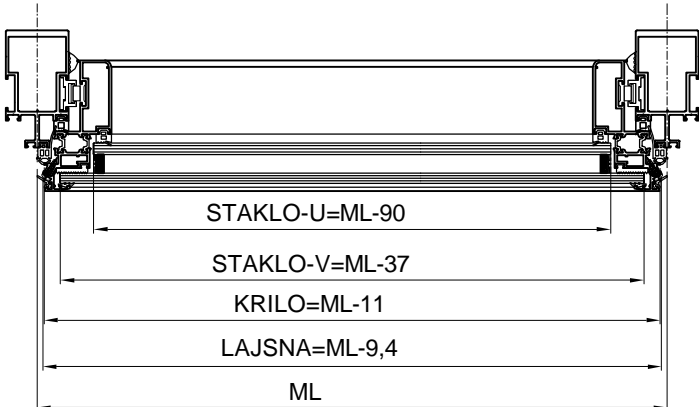 STAKLO-U=ML-90
STAKLO-V=ML-37
KRILO=ML-11
LAJSNA=ML-9,4
ML